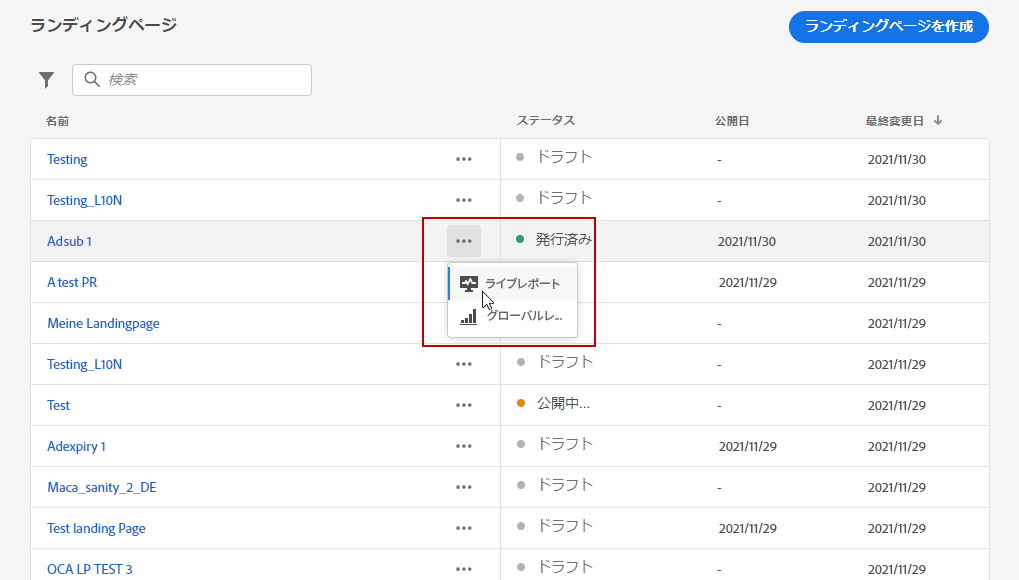 ランディングページ
ランディングページを作成
検索
名前 ステータス 公開日 最終変更日
Testing ドラフト - 2021/11/30
Testing_L10N ドラフト - 2021/11/30
Adsub 1 発行済み 2021/11/30 2021/11/30
A test PR 2021/11/29 2021/11/29
ライブレポート
Meine Landingpage - 2021/11/29
グローバルレ...
Testing_L10N ドラフト - 2021/11/29
Test 公開中... - 2021/11/29
Adexpiry 1 ドラフト 2021/11/29 2021/11/29
Maca_sanity_2_DE ドラフト - 2021/11/29
Test landing Page ドラフト 2021/11/29 2021/11/29
OCA LP TEST 3 ドラフト - 2021/11/29